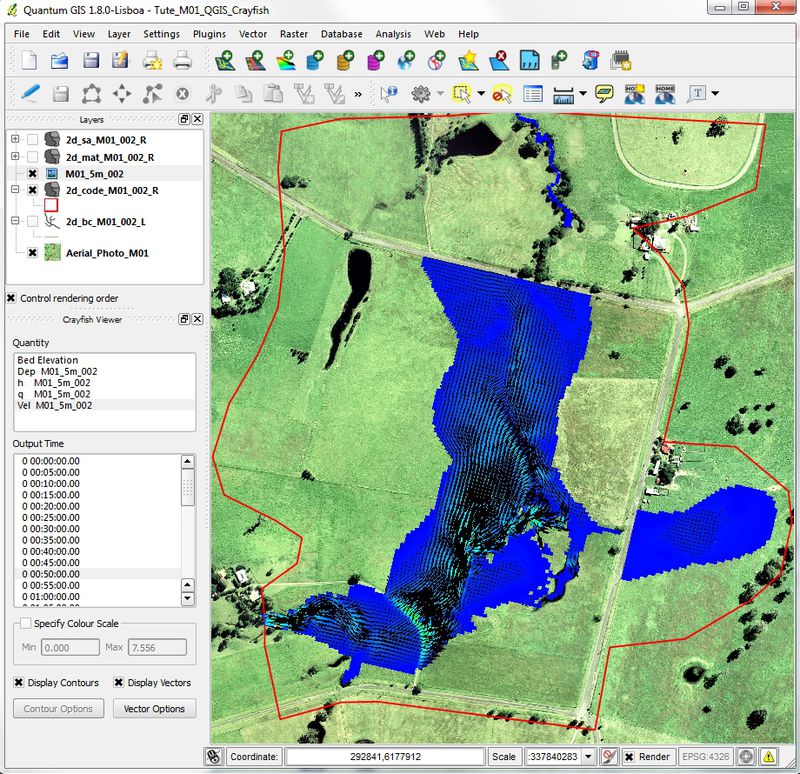 Quantum GIS 1.8.0-Lisboa - Tute_M01_QGIS_Crayfish
File Edit View Layer Settings Plugins Vector Raster Database Analysis Web Help
Layers
2d_sa_M01_002_R
2d_mat_M01_002_R
M01_5m_002
2d_code_M01_002_R
2d_bc_M01_002_L
Aerial_Photo_M01
Control rendering order
Crayfish Viewer
Quantity
Bed Elevation
Dep M01_5m_002
h M01_5m_002
q M01_5m_002
Vel M01_5m_002
Output Time
0 00:00:00.00
0 00:05:00.00
0 00:10:00.00
0 00:15:00.00
0 00:20:00.00
0 00:25:00.00
0 00:30:00.00
0 00:35:00.00
0 00:40:00.00
0 00:45:00.00
0 00:50:00.00
0 00:55:00.00
0 01:00:00.00
0 01:05:00.00
Specify Colour Scale
Min 0.000 Max 7.556
Display Contours Display Vectors
Contour Options Vector Options
Coordinate: 292841,6177912 Scale :337840283 Render EPSG:4326